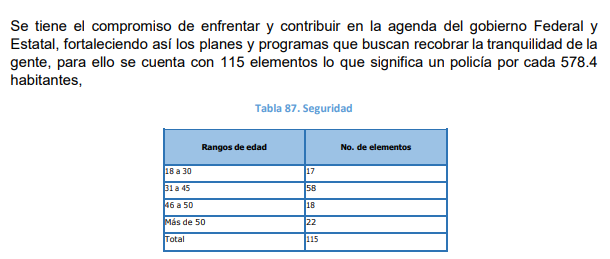 Se tiene el compromiso de enfrentar y contribuir en la agenda del gobierno Federal y
Estatal, fortaleciendo así los planes y programas que buscan recobrar la tranquilidad de la
gente, para ello se cuenta con 115 elementos lo que significa un policía por cada 578.4
habitantes,
Tabla 87. Seguridad
Rangos de edad No. de elementos
18 a 30 17
31 a 45 58
46 a 50 18
Más de 50 22
Total 115